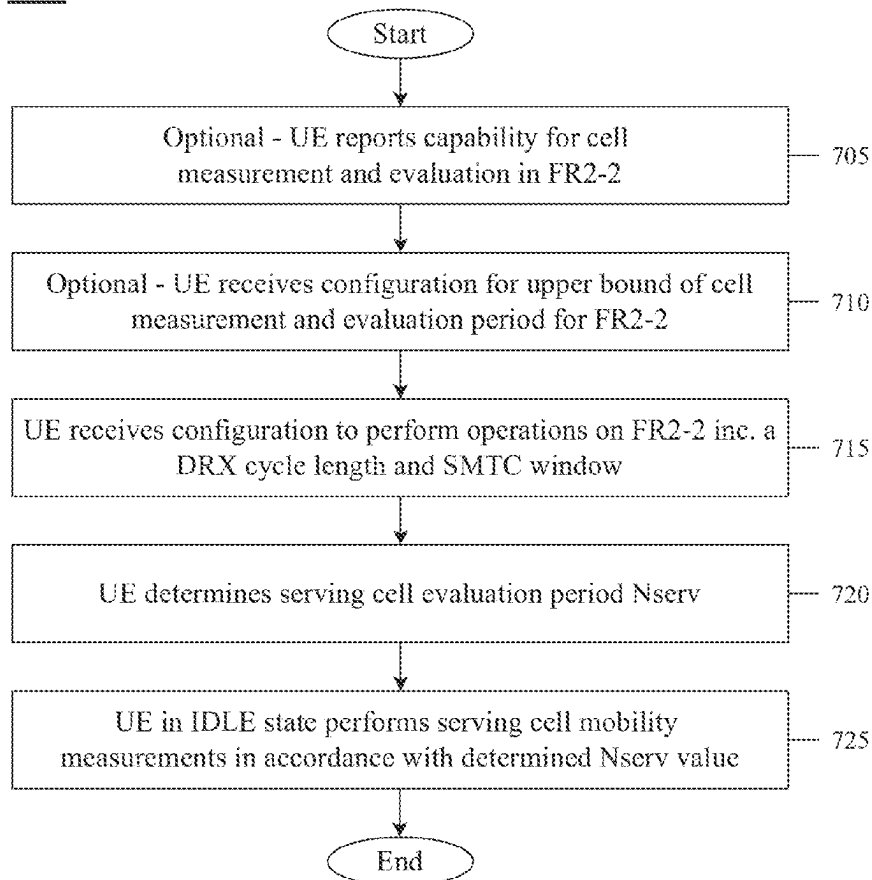 Start
Optional - UE reports capability for cell
measurement and evaluation in FR2-2
705
Optional - UE receives configuration for upper bound of cell
measurement and evaluation period for FR2-2
710
UE receives configuration to perform operations on FR2-2 inc. a
DRX cycle length and SMTC window
715
UE determines serving cell evaluation period Nserv
720
UE in IDLE state performs serving cell mobility
measurements in accordance with determined Nserv value
725
End